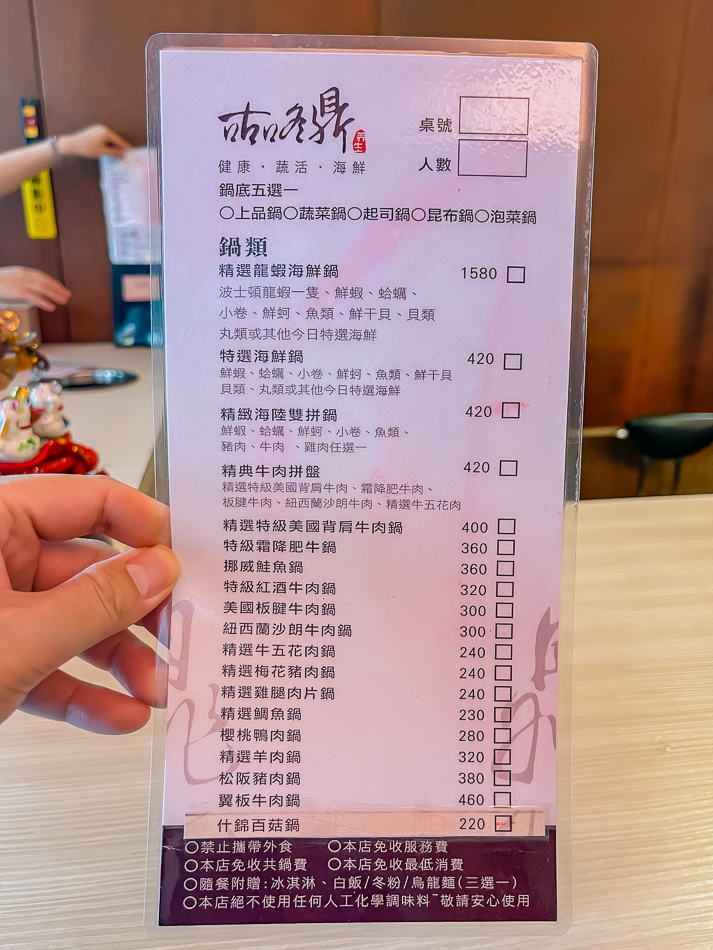 咕咚鼎
養生
桌號
人數
健康·蔬活·海鮮
鍋底五選一
○上品鍋○蔬菜鍋○起司鍋○昆布鍋○泡菜鍋
鍋類
精選龍蝦海鮮鍋 1580 □
波士頓龍蝦一隻、鮮蝦、蛤蠣、
小卷、鮮蚵、魚類、鮮干貝、貝類
丸類或其他今日特選海鮮
特選海鮮鍋 420 □
鮮蝦、蛤蠣、小卷、鮮蚵、魚類、鮮干貝
貝類、丸類或其他今日特選海鮮
精緻海陸雙拼鍋 420 □
鮮蝦、蛤蠣、鮮蚵、小卷、魚類、
豬肉、牛肉 、雞肉任選一
精典牛肉拼盤 420 □
精選特級美國背肩牛肉、霜降肥牛肉、
板腱牛肉、紐西蘭沙朗牛肉、精選牛五花肉
精選特級美國背肩牛肉鍋 400 □
特級霜降肥牛鍋 360 □
挪威鮭魚鍋 360 □
特級紅酒牛肉鍋 320 □
美國板腱牛肉鍋 300 □
紐西蘭沙朗牛肉鍋 300 □
精選牛五花肉鍋 240 □
精選梅花豬肉鍋 240 □
精選雞腿肉片鍋 240 □
精選鯛魚鍋 230 □
櫻桃鴨肉鍋 280 □
精選羊肉鍋 320 □
松阪豬肉鍋 380 □
翼板牛肉鍋 460 □
什錦百菇鍋 220 □
○禁止攜帶外食 ○本店免收服務費
○本店免收共鍋費 ○本店免收最低消費
○隨餐附贈:冰淇淋、白飯/冬粉/烏龍麵(三選一)
○本店絕不使用任何人工化學調味料~敬請安心使用